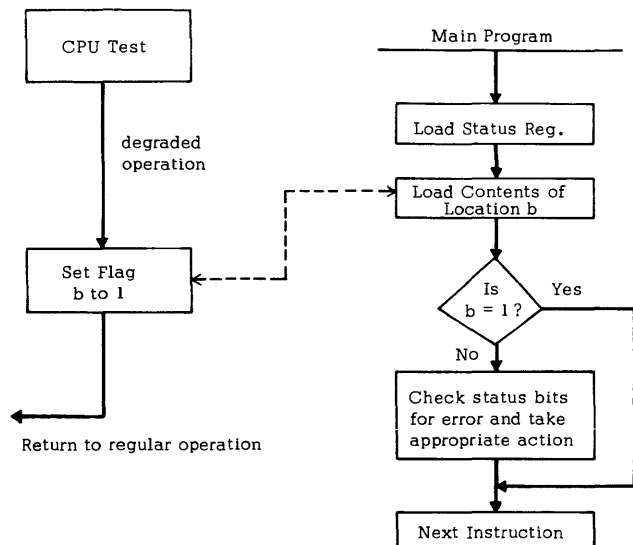 CPU Test
degraded
operation
Set Flag
b to 1
Return to regular operation
Main Program
Load Status Reg.
Load Contents of
Location b
Is
b = 1?
Yes
No
Check status bits
for error and take
appropriate action
Next Instruction